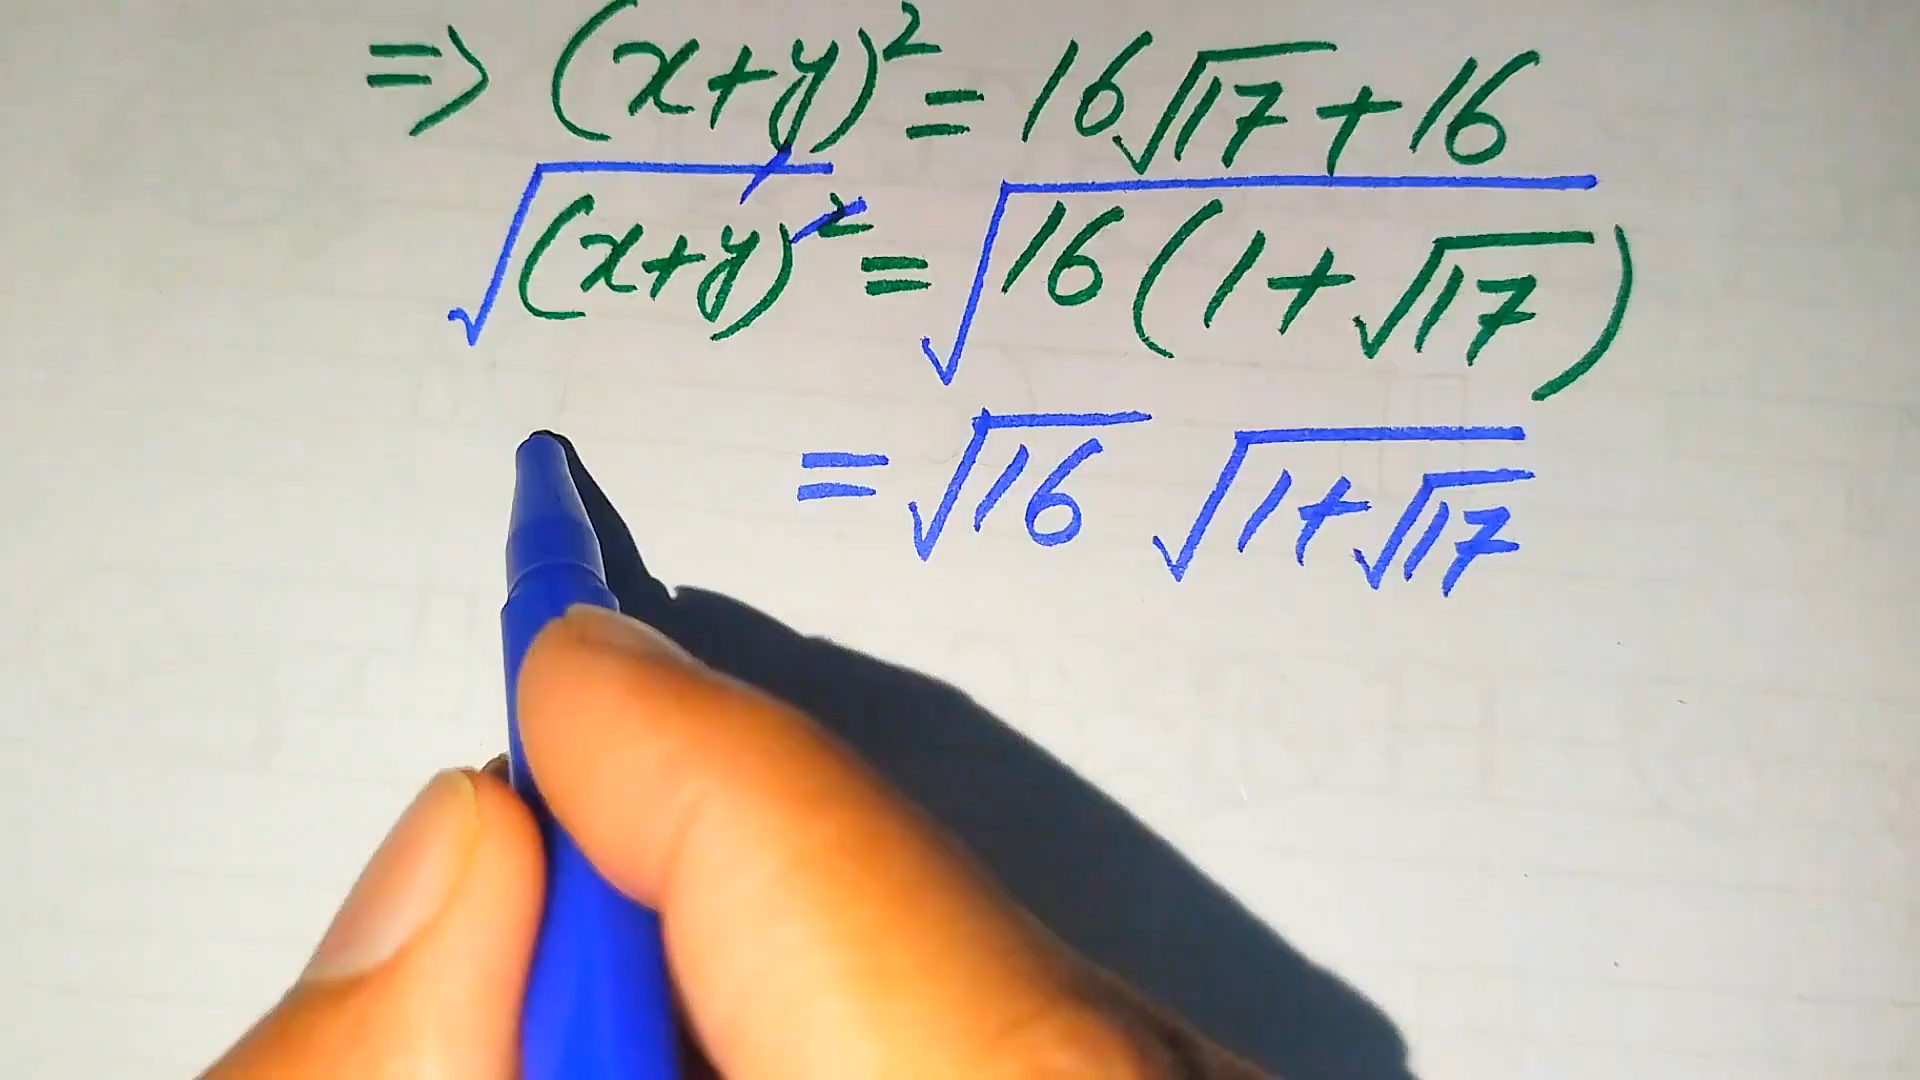 => (x+y)² = 16√17 + 16
√(x+y)² = √16(1+√17)
= √16 √1+√17